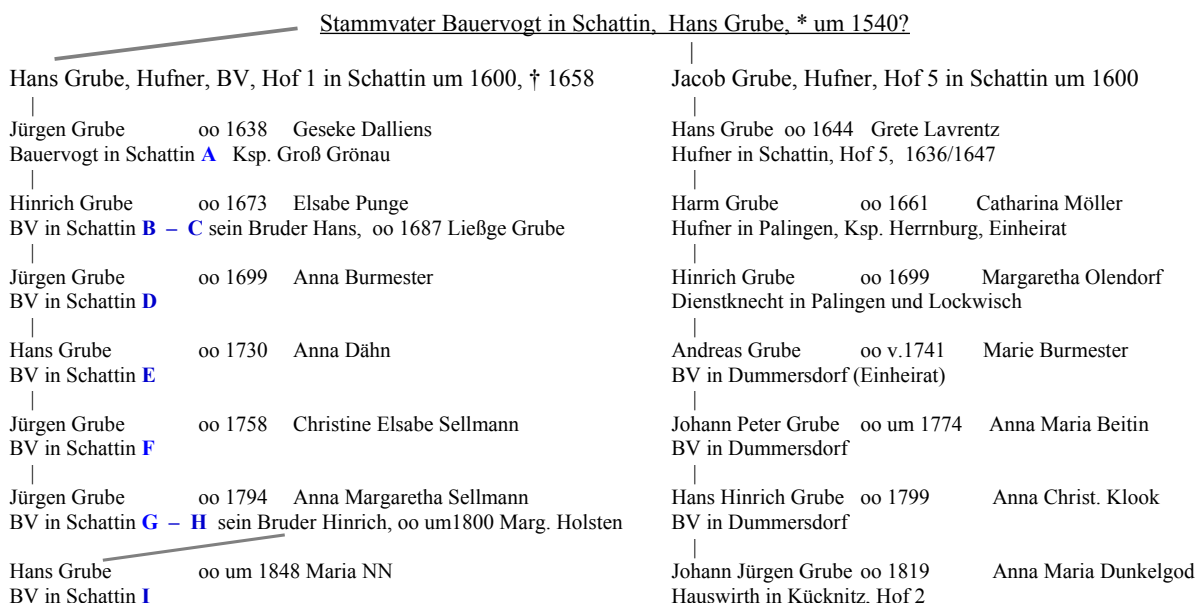 Stammvater Bauervogt in Schattin, Hans Grube, * um 1540?
Hans Grube, Hufner, BV, Hof 1 in Schattin um 1600, † 1658
Jürgen Grube oo 1638 Geseke Dalliens
Bauervogt in Schattin A Ksp. Groß Grönau
Hinrich Grube oo 1673 Elsabe Punge
BV in Schattin B – C sein Bruder Hans, oo 1687 Ließge Grube
Jürgen Grube oo 1699 Anna Burmester
BV in Schattin D
Hans Grube oo 1730 Anna Dähn
BV in Schattin E
Jürgen Grube oo 1758 Christine Elsabe Sellmann
BV in Schattin F
Jürgen Grube oo 1794 Anna Margaretha Sellmann
BV in Schattin G – H sein Bruder Hinrich, oo um1800 Marg. Holsten
Hans Grube oo um 1848 Maria NN
BV in Schattin I
Jacob Grube, Hufner, Hof 5 in Schattin um 1600
Hans Grube oo 1644 Grete Lavrentz
Hufner in Schattin, Hof 5, 1636/1647
Harm Grube oo 1661 Catharina Möller
Hufner in Palingen, Ksp. Herrnburg, Einheirat
Hinrich Grube oo 1699 Margaretha Olendorf
Dienstknecht in Palingen und Lockwisch
Andreas Grube oo v.1741 Marie Burmester
BV in Dummersdorf (Einheirat)
Johann Peter Grube oo um 1774 Anna Maria Beitin
BV in Dummersdorf
Hans Hinrich Grube oo 1799 Anna Christ. Klook
BV in Dummersdorf
Johann Jürgen Grube oo 1819 Anna Maria Dunkelgod
Hauswirth in Kücknitz, Hof 2